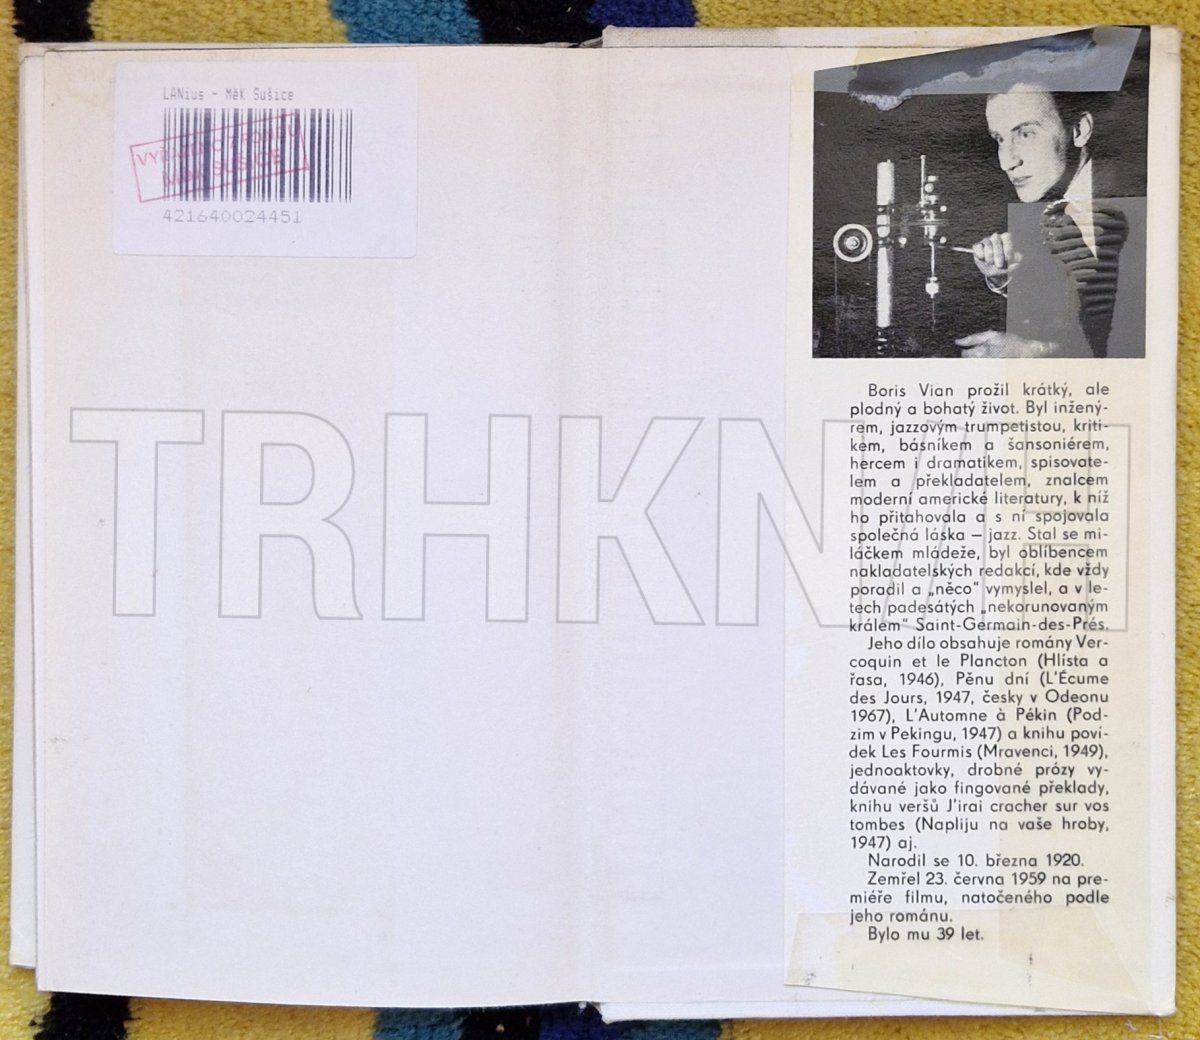 LANius - MěK Sušice
VYŘAZENO Z FONDU
MěK SUŠICE
421640024451
TRHKNIH
Boris Vian prožil krátký, ale
plodný a bohatý život. Byl inžený-
rem, jazzovým trumpetistou, kriti-
kem, básníkem a šansoniérem,
hercem i dramatikem, spisovate-
lem a překladatelem, znalcem
moderní americké literatury, k níž
ho přitahovala a s ní spojovala
společná láska – jazz. Stal se mi-
láčkem mládeže, byl oblíbencem
nakladatelských redakcí, kde vždy
poradil a „něco“ vymyslel, a v le-
tech padesátých „nekorunovaným
králem“ Saint-Germain-des-Prés.
Jeho dílo obsahuje romány Ver-
coquin et le Plancton (Hlísta a
řasa, 1946), Pěnu dní (L'Écume
des Jours, 1947, česky v Odeonu
1967), L'Automne à Pékin (Pod-
zim v Pekingu, 1947) a knihu poví-
dek Les Fourmis (Mravenci, 1949),
jednoaktovky, drobné prózy vy-
dávané jako fingované překlady,
knihu veršů J'irai cracher sur vos
tombes (Napliju na vaše hroby,
1947) aj.
Narodil se 10. března 1920.
Zemřel 23. června 1959 na pre-
miéře filmu, natočeného podle
jeho románu.
Bylo mu 39 let.